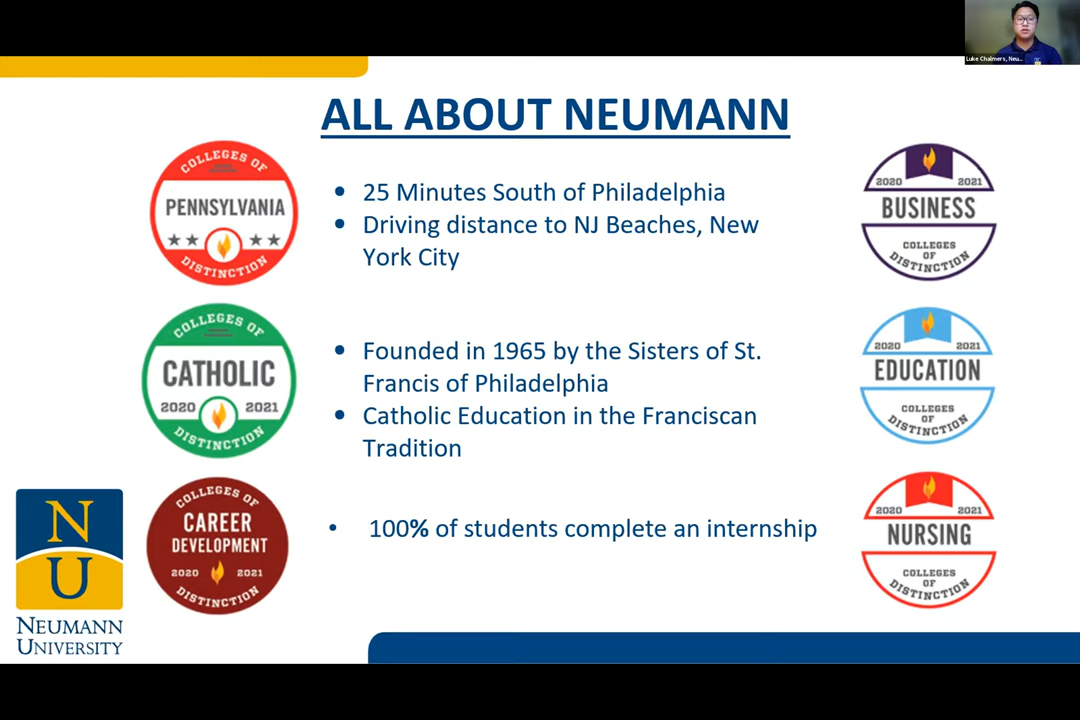 Luke Chalmers, Neu...
ALL ABOUT NEUMANN
COLLEGES OF
PENNSYLVANIA
DISTINCTION
• 25 Minutes South of Philadelphia
• Driving distance to NJ Beaches, New
York City
2020 2021
BUSINESS
COLLEGES
OF
DISTINCTION
COLLEGES OF
CATHOLIC
2020 2021
DISTINCTION
• Founded in 1965 by the Sisters of St.
Francis of Philadelphia
• Catholic Education in the Franciscan
Tradition
2020 2021
EDUCATION
COLLEGES
OF
DISTINCTION
COLLEGES OF
CAREER
DEVELOPMENT
2020 2021
DISTINCTION
• 100% of students complete an internship
2020 2021
NURSING
COLLEGES
OF
DISTINCTION
N
U
NEUMANN
UNIVERSITY